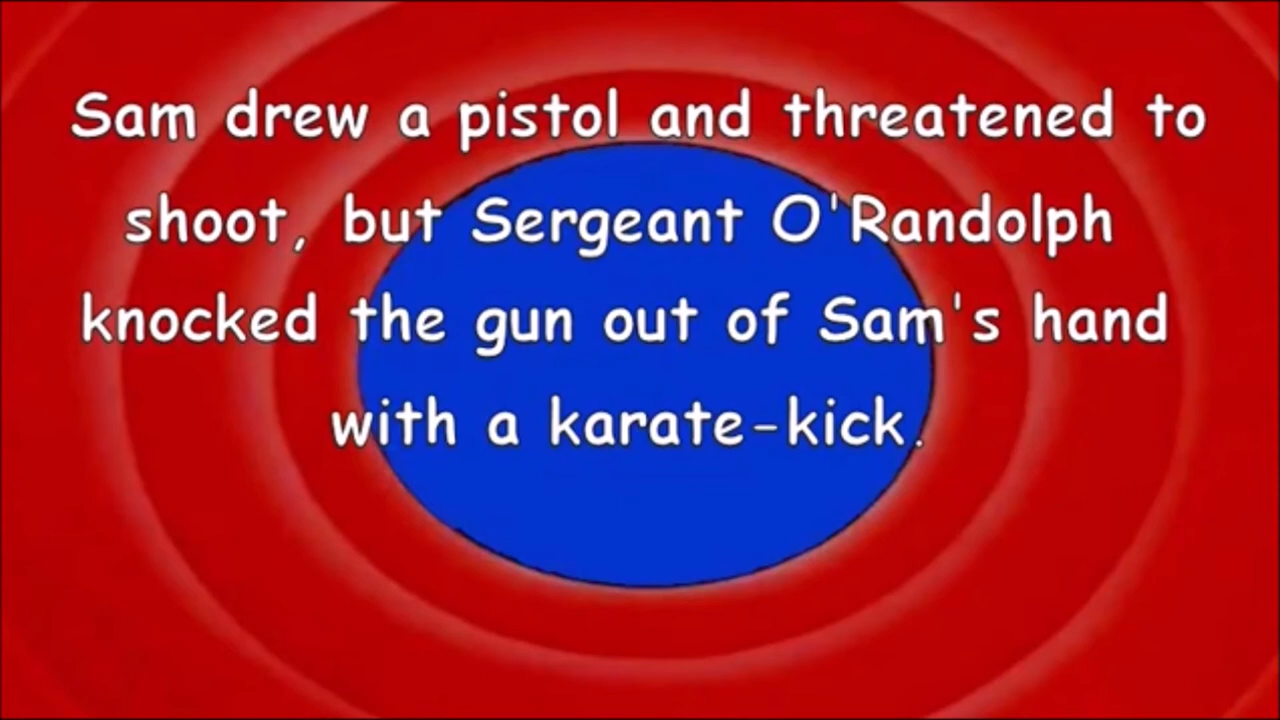 Sam drew a pistol and threatened to
shoot, but Sergeant O'Randolph
knocked the gun out of Sam's hand
with a karate-kick.